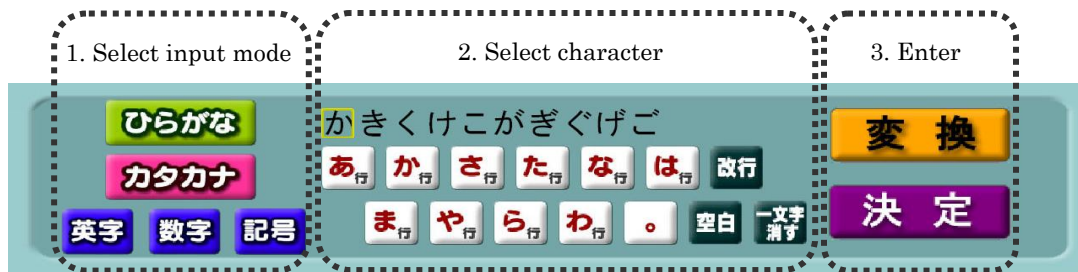 1. Select input mode
2. Select character
3. Enter
ひらがな
カタカナ
英字 数字 記号
かきくけこがぎぐげご
あ行 か行 さ行 た行 な行 は行 改行
ま行 や行 ら行 わ行 。 空白 一文字消す
変換
決定